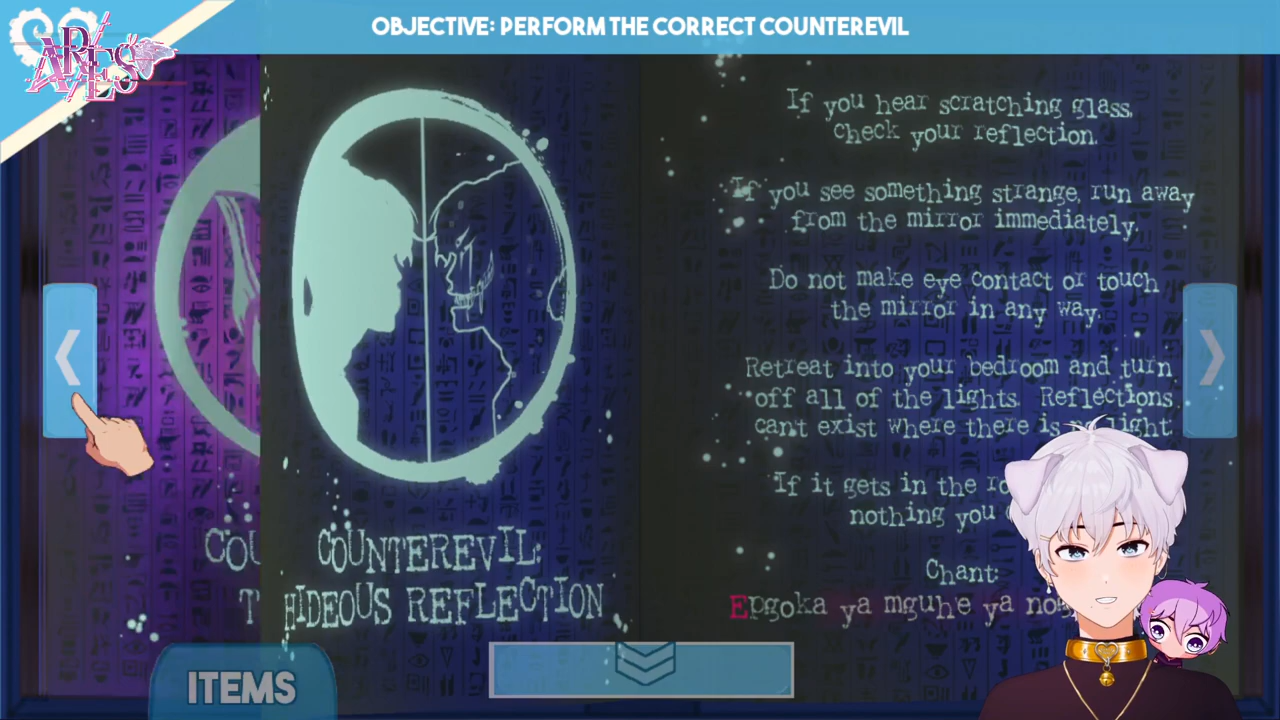 ARES
OBJECTIVE: PERFORM THE CORRECT COUNTEREVIL
If you hear scratching glass,
check your reflection.
If you see something strange, run away
from the mirror immediately.
Do not make eye contact or touch
the mirror in any way.
Retreat into your bedroom and turn
off all of the lights. Reflections
can't exist where there is light.
If it gets in the
nothing you
Chant:
Epgoka ya mguh'e ya
COUNTEREVIL:
HIDEOUS REFLECTION
ITEMS